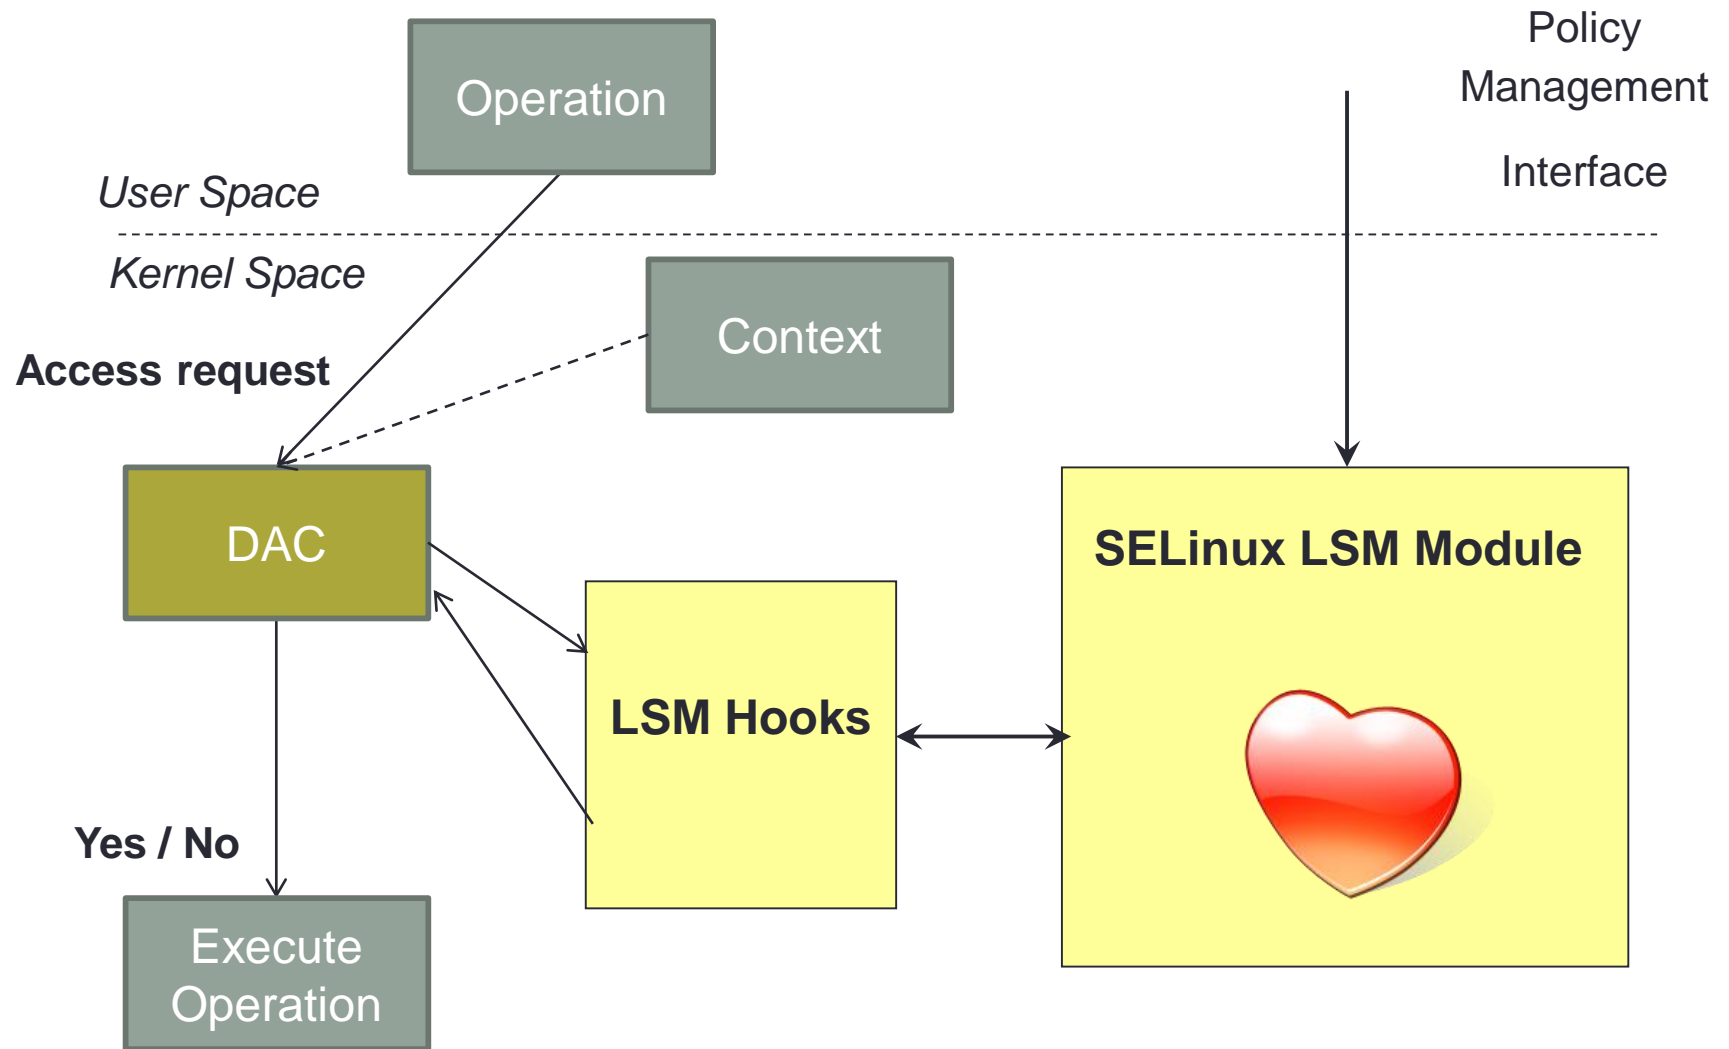 Policy
Management
Interface
Operation
User Space
Kernel Space
Context
Access request
DAC
SELinux LSM Module
LSM Hooks
Yes / No
Execute
Operation